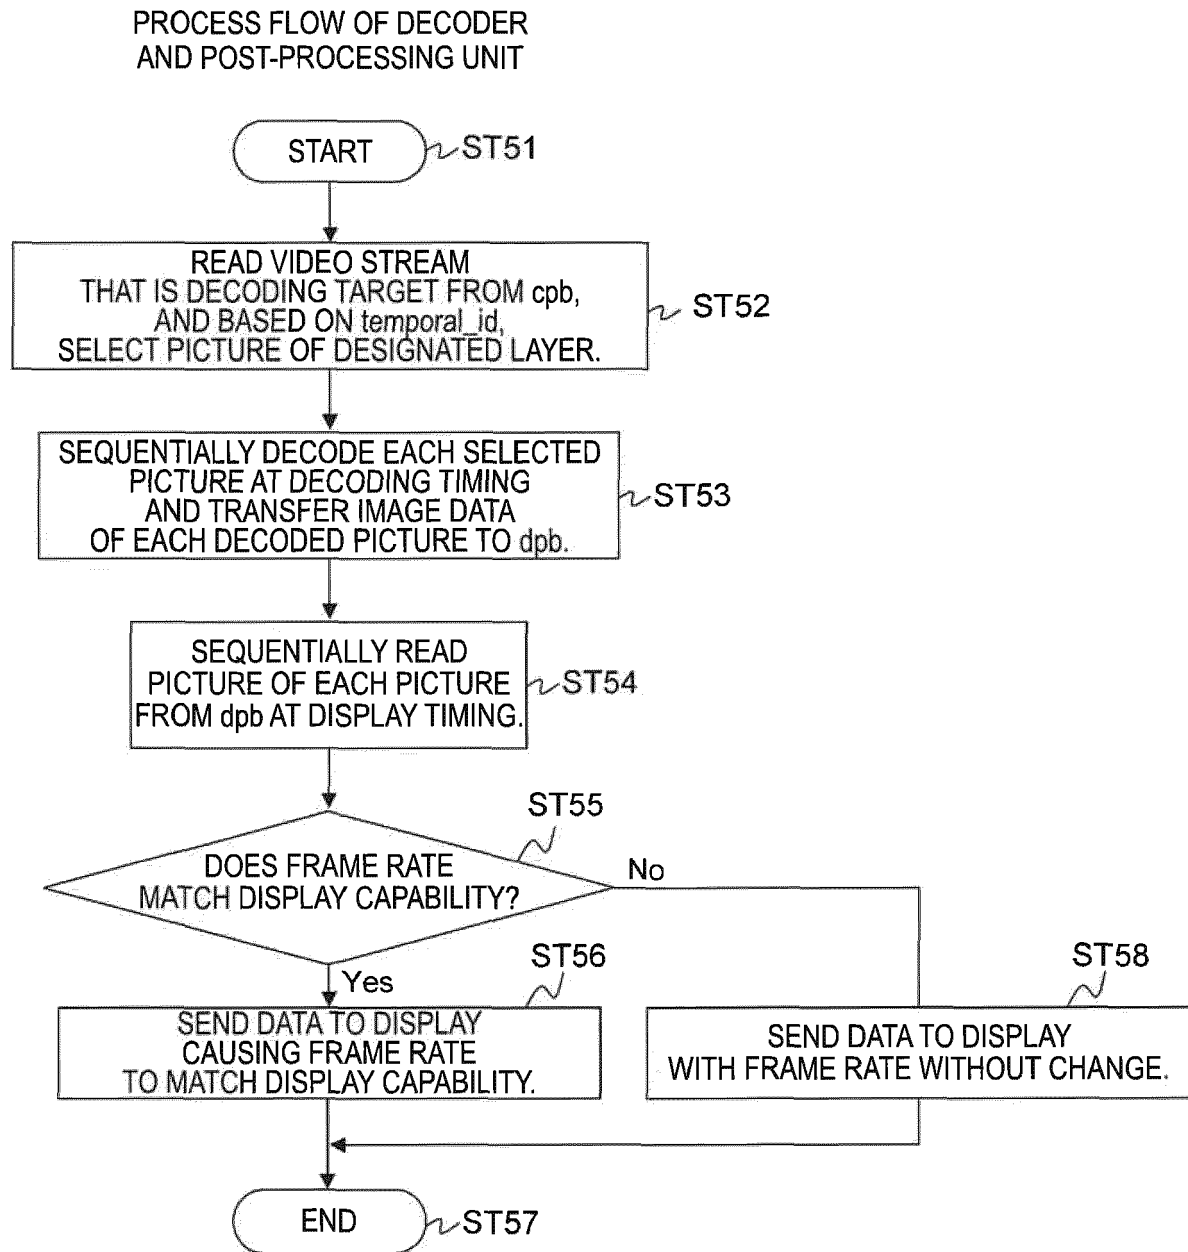 PROCESS FLOW OF DECODER
AND POST-PROCESSING UNIT
START
ST51
READ VIDEO STREAM
THAT IS DECODING TARGET FROM cpb,
AND BASED ON temporal_id,
SELECT PICTURE OF DESIGNATED LAYER.
ST52
SEQUENTIALLY DECODE EACH SELECTED
PICTURE AT DECODING TIMING
AND TRANSFER IMAGE DATA
OF EACH DECODED PICTURE TO dpb.
ST53
SEQUENTIALLY READ
PICTURE OF EACH PICTURE
FROM dpb AT DISPLAY TIMING.
ST54
ST55
DOES FRAME RATE
MATCH DISPLAY CAPABILITY?
No
Yes
ST56
SEND DATA TO DISPLAY
CAUSING FRAME RATE
TO MATCH DISPLAY CAPABILITY.
ST58
SEND DATA TO DISPLAY
WITH FRAME RATE WITHOUT CHANGE.
END
ST57